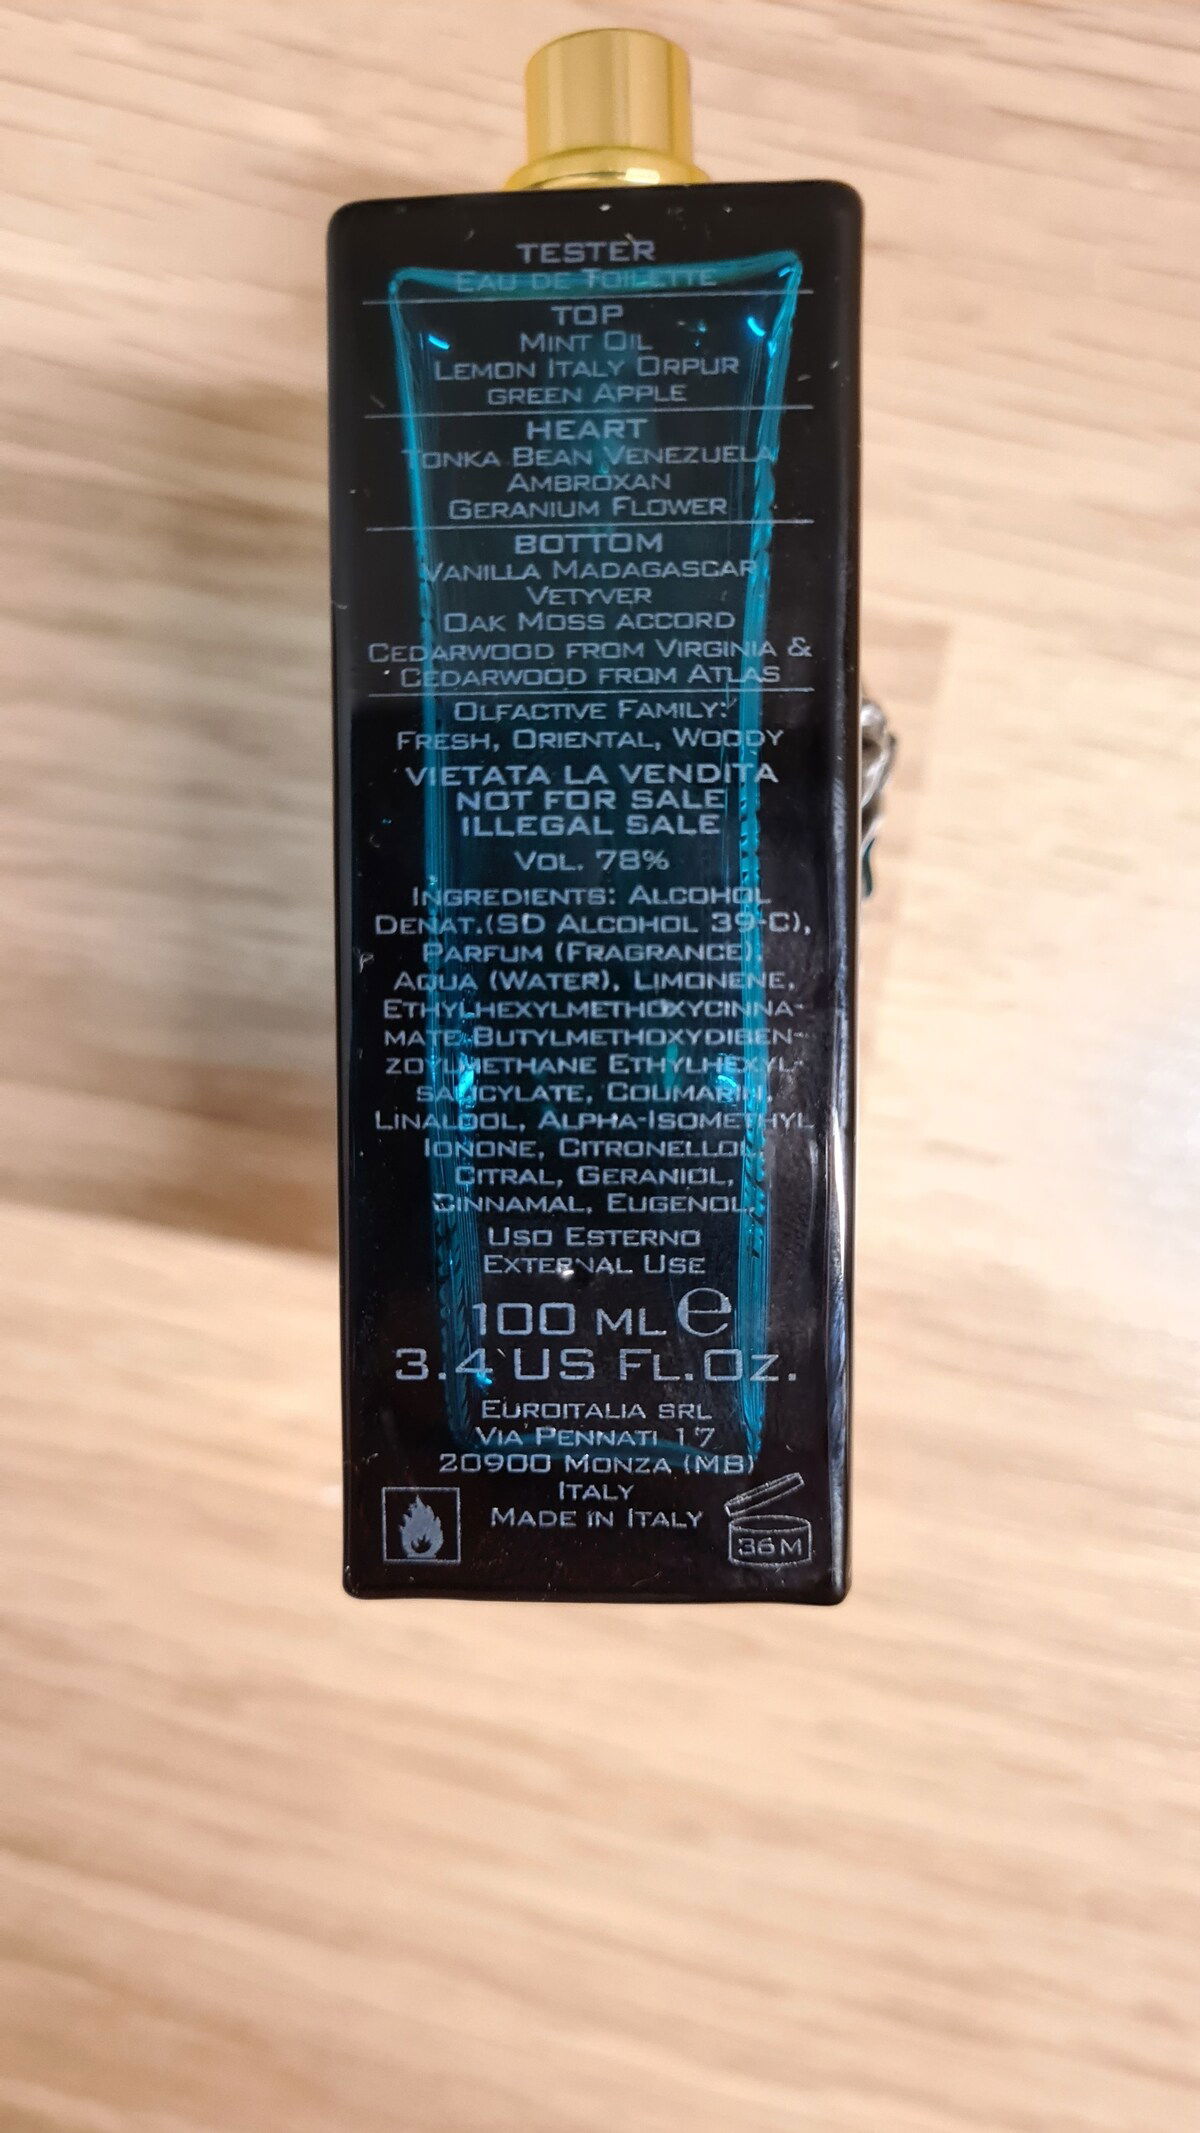 TESTER
EAU DE TOILETTE
TOP
MINT OIL
LEMON ITALY ORPUR
GREEN APPLE
HEART
TONKA BEAN VENEZUELA
AMBROXAN
GERANIUM FLOWER
BOTTOM
VANILLA MADAGASCAR
VETYVER
OAK MOSS ACCORD
CEDARWOOD FROM VIRGINIA &
CEDARWOOD FROM ATLAS
OLFACTIVE FAMILY:
FRESH, ORIENTAL, WOODY
VIETATA LA VENDITA
NOT FOR SALE
ILLEGAL SALE
VOL. 78%
INGREDIENTS: ALCOHOL
DENAT.(SD ALCOHOL 39-C),
PARFUM (FRAGRANCE),
AQUA (WATER), LIMONENE,
ETHYLHEXYLMETHOXYCINNA-
MATE BUTYLMETHOXYDIBEN-
ZOYLMETHANE ETHYLHEXYL-
SALICYLATE, COUMARIN,
LINALOOL, ALPHA-ISOMETHYL
IONONE, CITRONELLOL,
CITRAL, GERANIOL,
CINNAMAL, EUGENOL.
USO ESTERNO
EXTERNAL USE
100 ML e
3.4 US FL.OZ.
EUROITALIA SRL
VIA PENNATI 17
20900 MONZA (MB)
ITALY
MADE IN ITALY
36 M